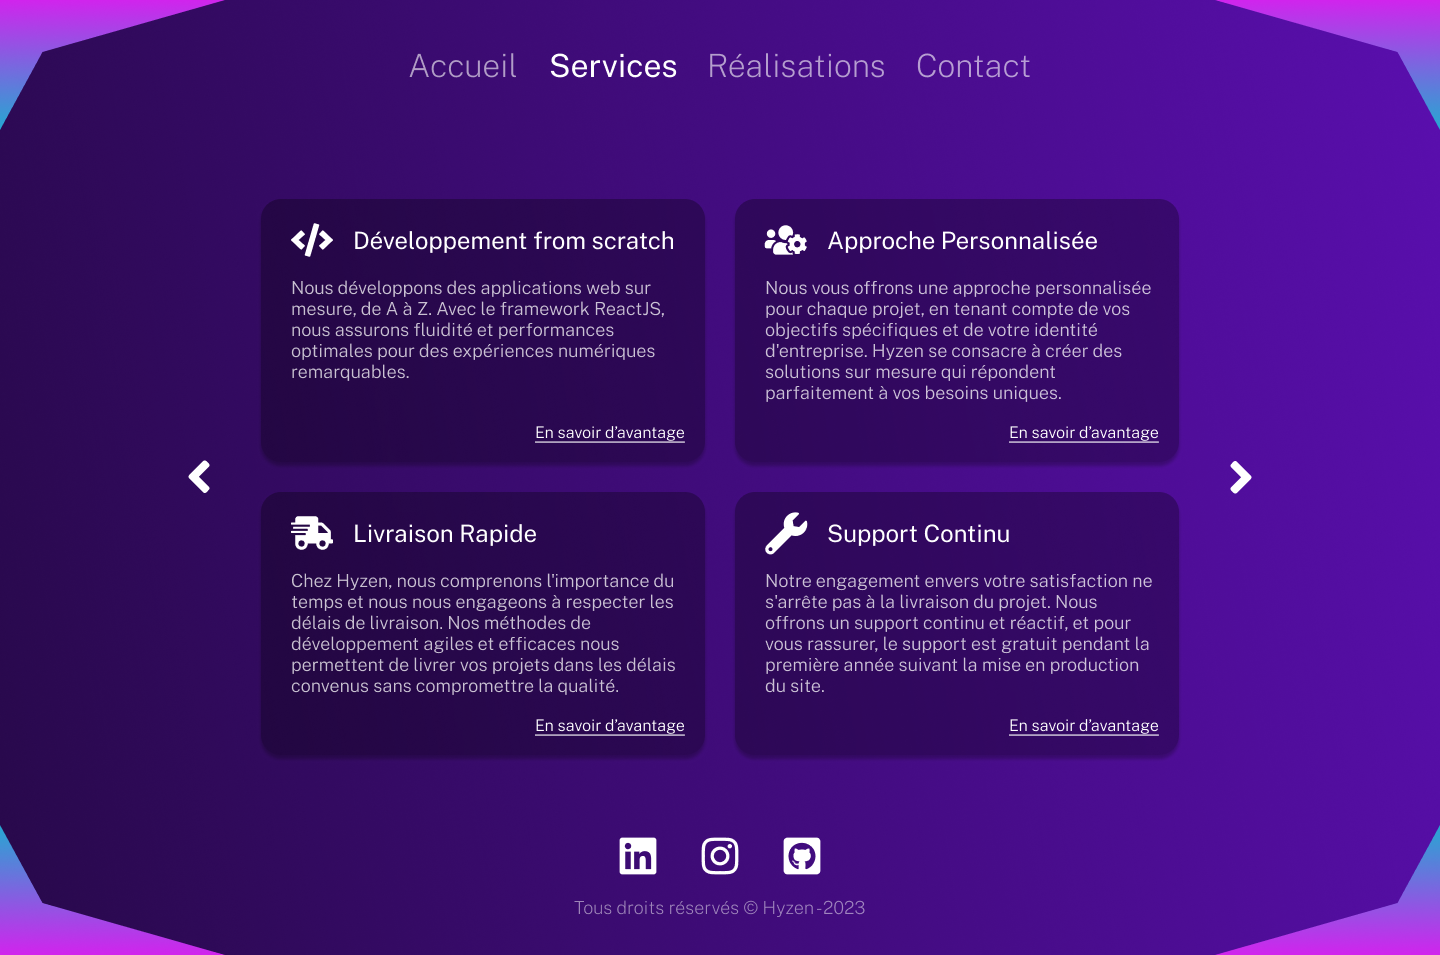 Accueil Services Réalisations Contact
Développement from scratch
Nous développons des applications web sur
mesure, de A à Z. Avec le framework ReactJS,
nous assurons fluidité et performances
optimales pour des expériences numériques
remarquables.
En savoir d’avantage
Approche Personnalisée
Nous vous offrons une approche personnalisée
pour chaque projet, en tenant compte de vos
objectifs spécifiques et de votre identité
d'entreprise. Hyzen se consacre à créer des
solutions sur mesure qui répondent
parfaitement à vos besoins uniques.
En savoir d’avantage
Livraison Rapide
Chez Hyzen, nous comprenons l'importance du
temps et nous nous engageons à respecter les
délais de livraison. Nos méthodes de
développement agiles et efficaces nous
permettent de livrer vos projets dans les délais
convenus sans compromettre la qualité.
En savoir d’avantage
Support Continu
Notre engagement envers votre satisfaction ne
s'arrête pas à la livraison du projet. Nous
offrons un support continu et réactif, et pour
vous rassurer, le support est gratuit pendant la
première année suivant la mise en production
du site.
En savoir d’avantage
Tous droits réservés © Hyzen - 2023